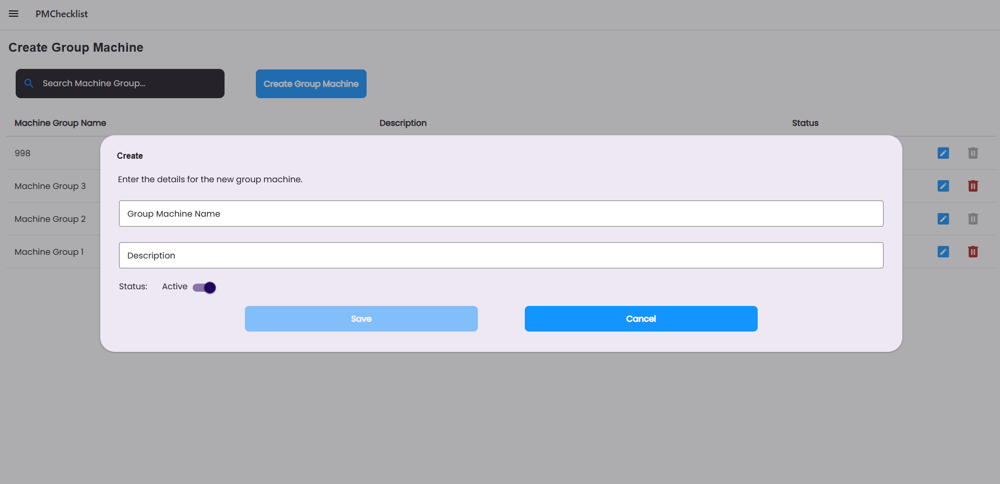 PMChecklist
Create Group Machine
Search Machine Group...
Create Group Machine
Machine Group Name Description Status
998
Machine Group 3
Machine Group 2
Machine Group 1
Create
Enter the details for the new group machine.
Group Machine Name
Description
Status: Active
Save Cancel